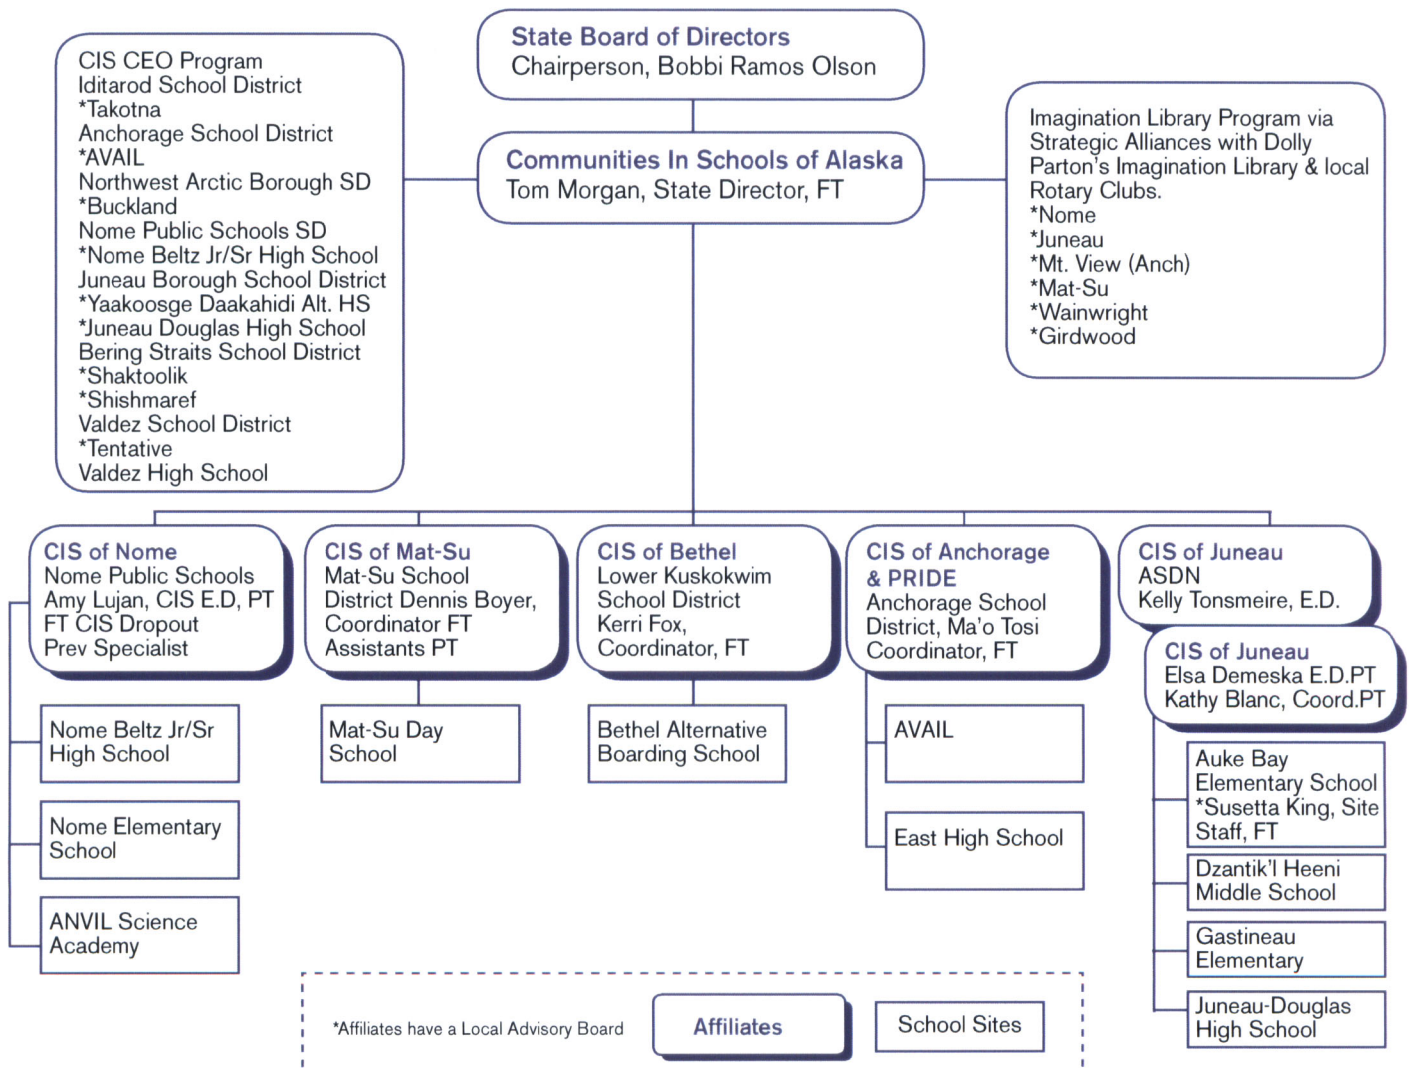 State Board of Directors
Chairperson, Bobbi Ramos Olson
CIS CEO Program
Iditarod School District
*Takotna
Anchorage School District
*AVAIL
Northwest Arctic Borough SD
*Buckland
Nome Public Schools SD
*Nome Beltz Jr/Sr High School
Juneau Borough School District
*Yaakoosge Daakahidi Alt. HS
*Juneau Douglas High School
Bering Straits School District
*Shaktoolik
*Shishmaref
Valdez School District
*Tentative
Valdez High School
Communities In Schools of Alaska
Tom Morgan, State Director, FT
Imagination Library Program via
Strategic Alliances with Dolly
Parton's Imagination Library & local
Rotary Clubs.
*Nome
*Juneau
*Mt. View (Anch)
*Mat-Su
*Wainwright
*Girdwood
CIS of Nome
Nome Public Schools
Amy Lujan, CIS E.D, PT
FT CIS Dropout
Prev Specialist
Nome Beltz Jr/Sr
High School
Nome Elementary
School
ANVIL Science
Academy
CIS of Mat-Su
Mat-Su School
District Dennis Boyer,
Coordinator FT
Assistants PT
Mat-Su Day
School
CIS of Bethel
Lower Kuskokwim
School District
Kerri Fox,
Coordinator, FT
Bethel Alternative
Boarding School
CIS of Anchorage
& PRIDE
Anchorage School
District, Ma'o Tosi
Coordinator, FT
AVAIL
East High School
CIS of Juneau
ASDN
Kelly Tonsmeire, E.D.
CIS of Juneau
Elsa Demeska E.D.PT
Kathy Blanc, Coord.PT
Auke Bay
Elementary School
*Susetta King, Site
Staff, FT
Dzantik'l Heeni
Middle School
Gastineau
Elementary
Juneau-Douglas
High School
*Affiliates have a Local Advisory Board
Affiliates
School Sites